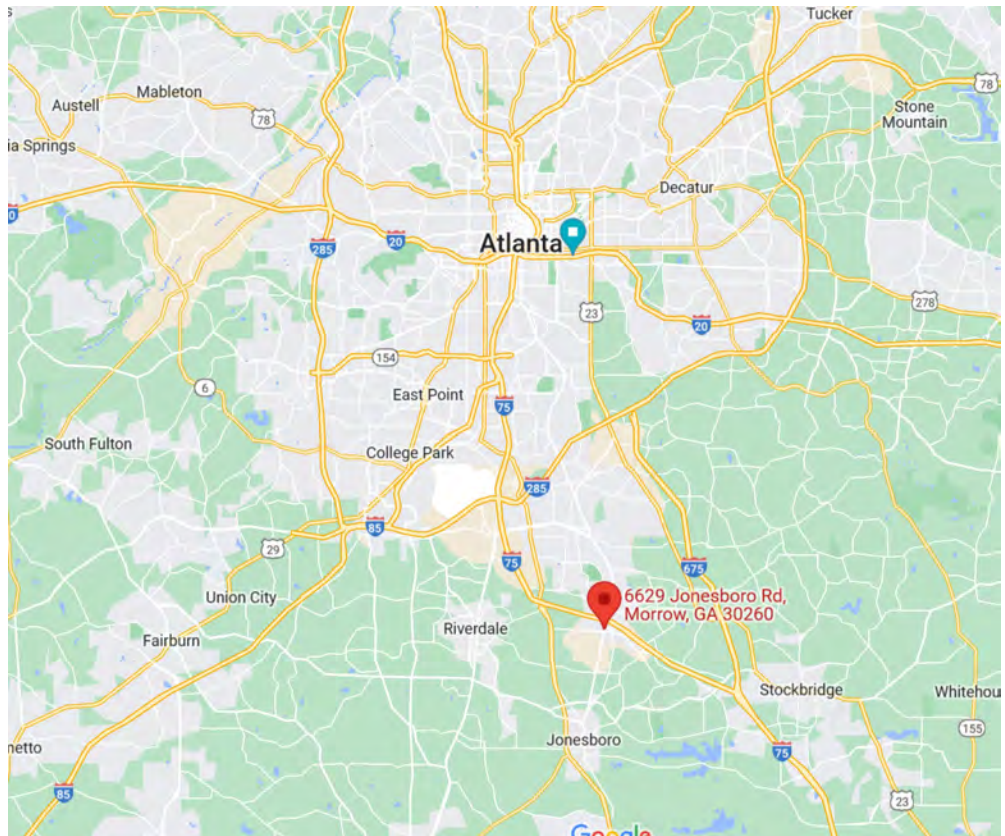 Tucker
Mableton
Austell
78
78
Stone
Mountain
ia Springs
Decatur
Atlanta
285
20
23
278
20
154
6
East Point
75
South Fulton
College Park
285
85
29
75
675
Union City
6629 Jonesboro Rd,
Morrow, GA 30260
Riverdale
Fairburn
Stockbridge
Whitehou
155
Jonesboro
netto
75
85
23
Google